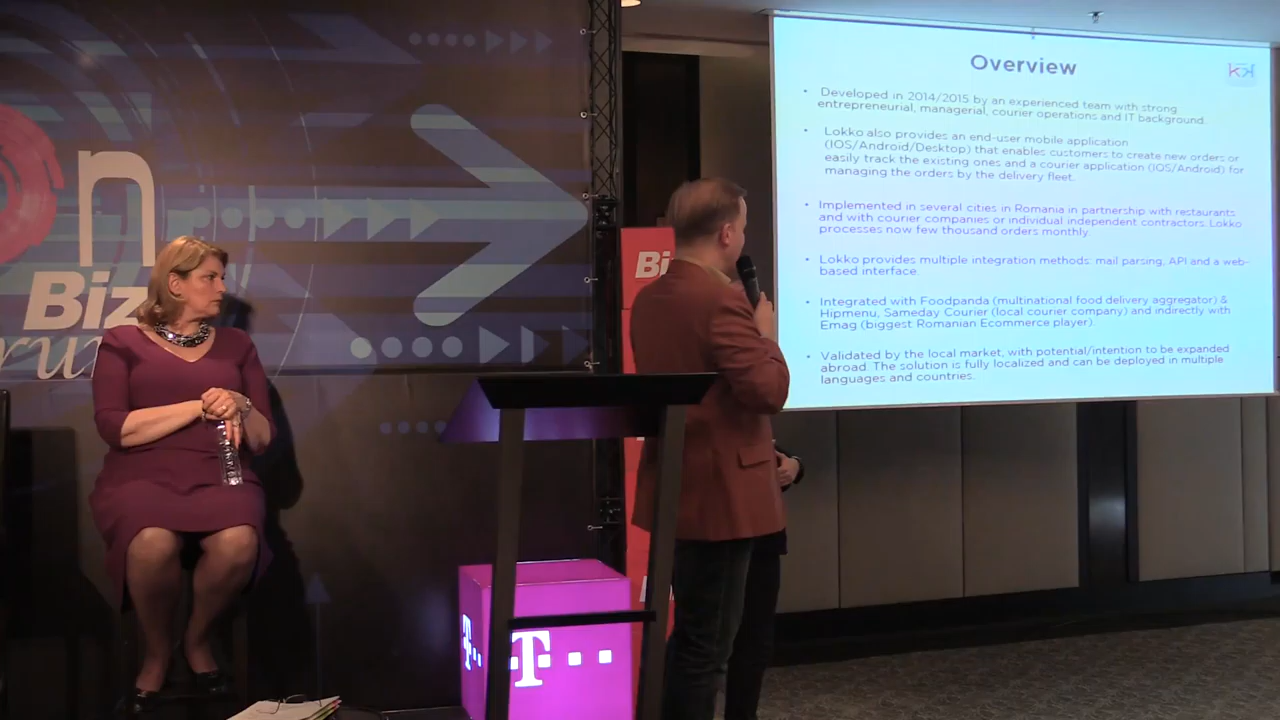 n
Biz
Bi
T
T
Overview
• Developed in 2014/2015 by an experienced team with strong
entrepreneurial, managerial, courier operations and IT background.
• Lokko also provides an end-user mobile application
(IOS/Android/Desktop) that enables customers to create new orders or
easily track the existing ones and a courier application (IOS/Android) for
managing the orders by the delivery fleet.
• Implemented in several cities in Romania in partnership with restaurants
and with courier companies or individual independent contractors. Lokko
processes now few thousand orders monthly.
• Lokko provides multiple integration methods: mail parsing, API and a web-
based interface.
• Integrated with Foodpanda (multinational food delivery aggregator) &
Hipmenu, Sameday Courier (local courier company) and indirectly with
Emag (biggest Romanian Ecommerce player).
• Validated by the local market, with potential/intention to be expanded
abroad. The solution is fully localized and can be deployed in multiple
languages and countries.